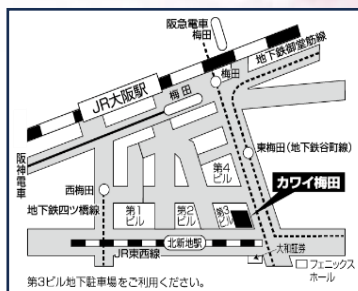 阪急電車
梅田
地下鉄御堂筋線
梅田
JR大阪駅
梅田
阪神電車
東梅田(地下鉄谷町線)
西梅田
地下鉄四ツ橋線
第4
ビル
カワイ梅田
第1
ビル
第2
ビル
第3
ビル
北新地駅
JR東西線
大和証券
フェニックス
ホール
第3ビル地下駐車場をご利用ください。